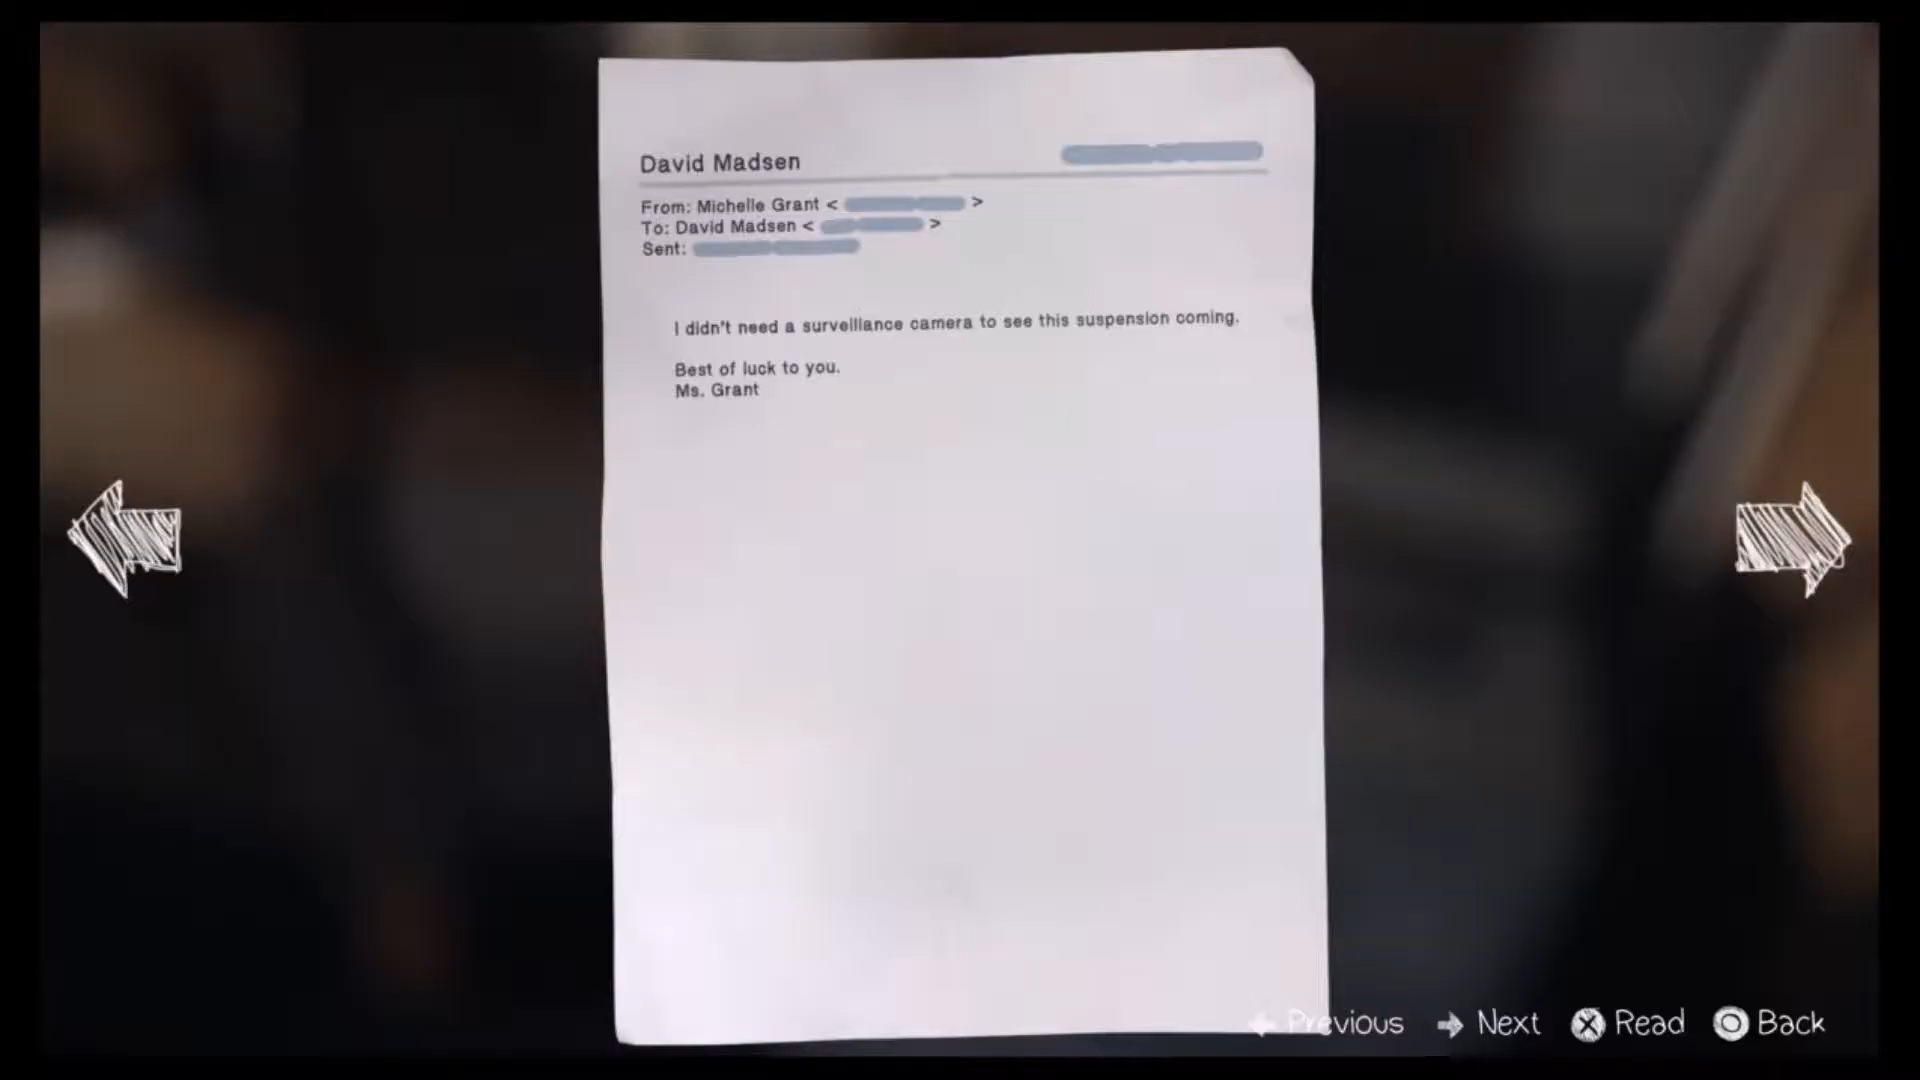 David Madsen
From: Michelle Grant < >
To: David Madsen < >
Sent:
I didn't need a surveillance camera to see this suspension coming.
Best of luck to you.
Ms. Grant
Previous Next Read Back